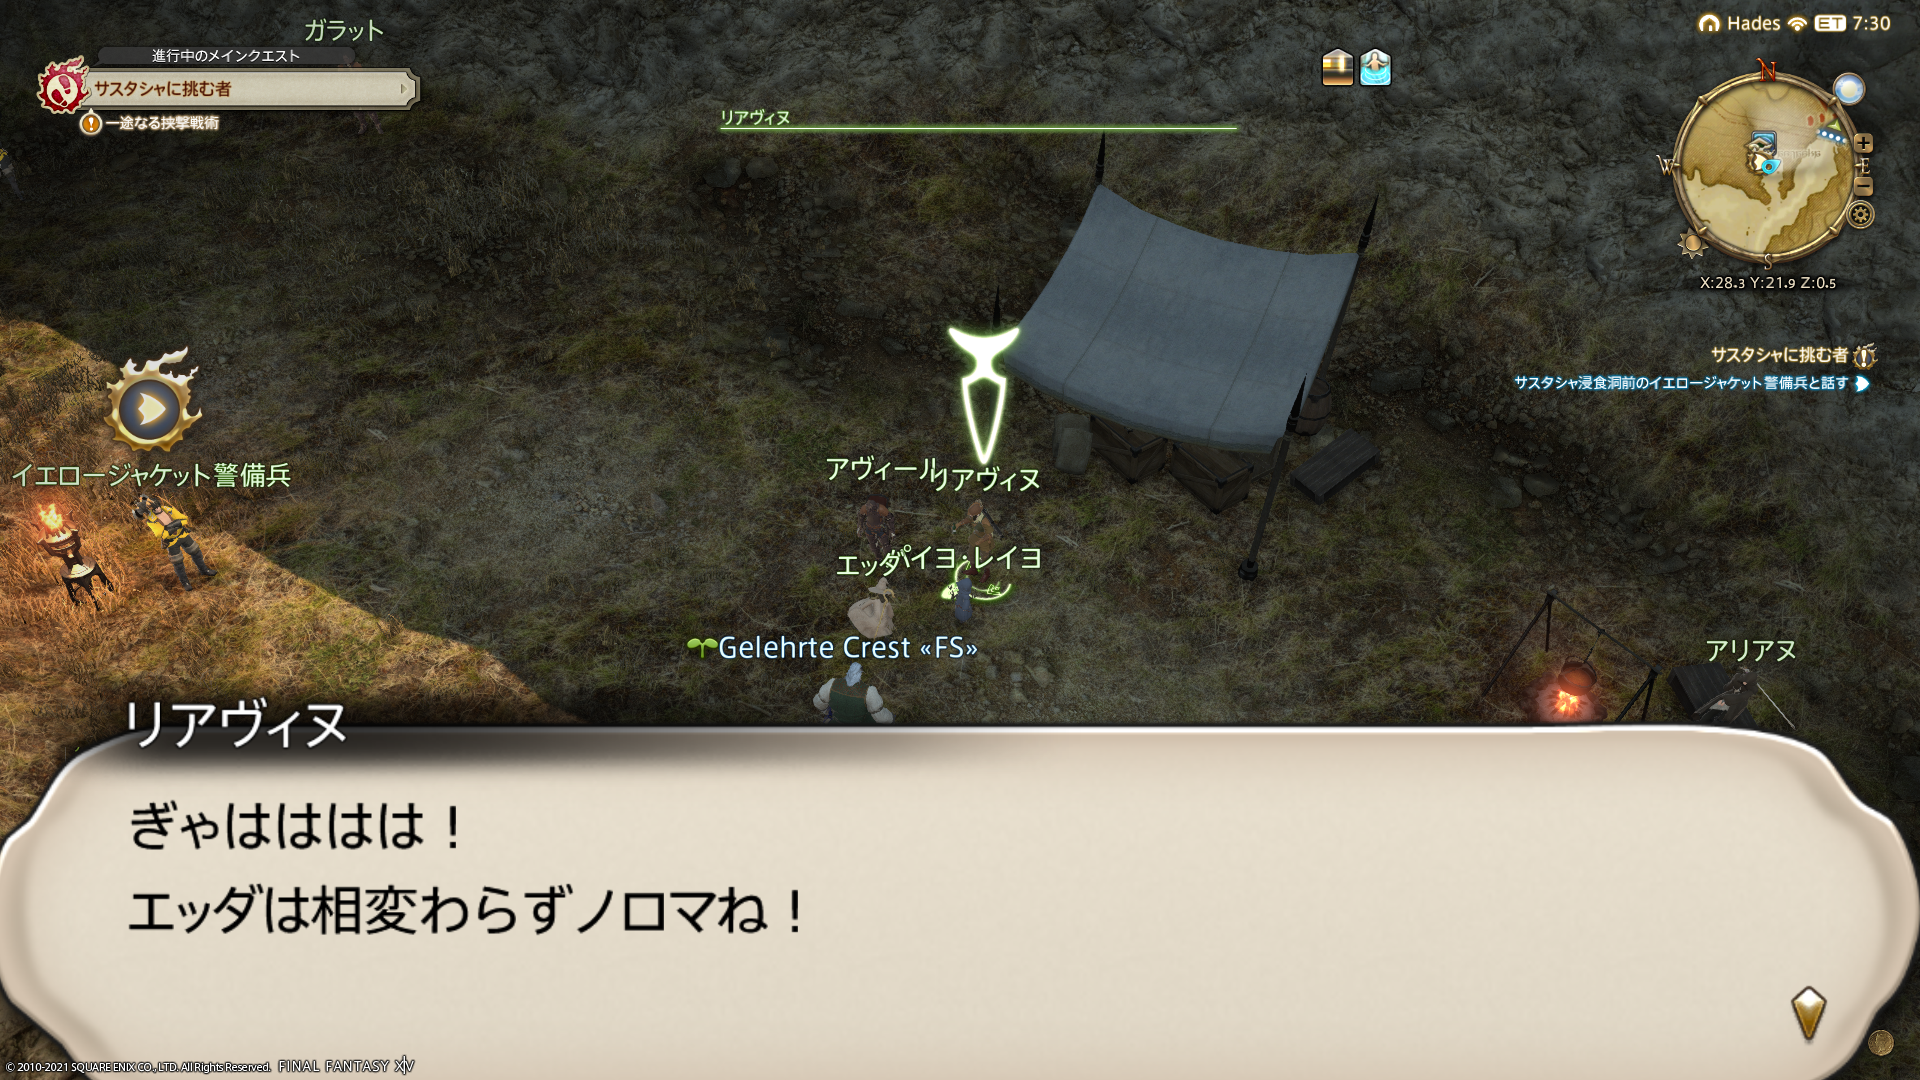 ガラット
進行中のメインクエスト
サスタシャに挑む者
一途なる挟撃戦術
リアヴィヌ
Hades ET 7:30
N
W
E
S
X:28.3 Y:21.9 Z:0.5
サスタシャに挑む者
サスタシャ浸食洞前のイエロージャケット警備兵と話す
イエロージャケット警備兵
アヴィール
リアヴィヌ
エッダ
パイヨ・レイヨ
Gelehrte Crest «FS»
アリアヌ
リアヴィヌ
ぎゃはははは！
エッダは相変わらずノロマね！
© 2010-2021 SQUARE ENIX CO., LTD. All Rights Reserved. FINAL FANTASY XIV